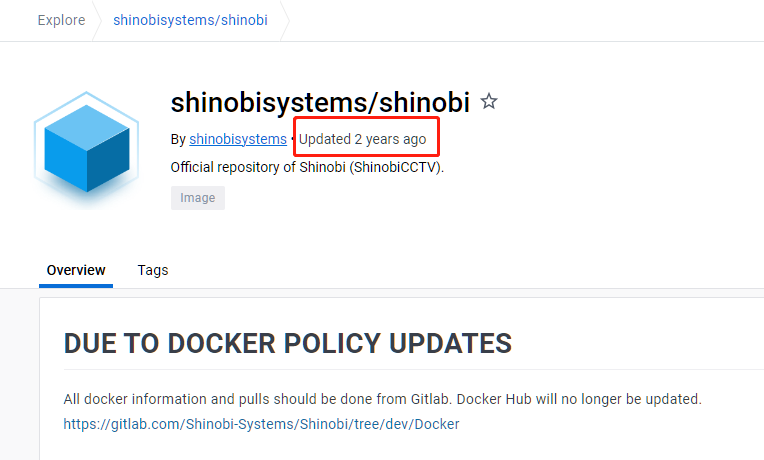 Explore shinobisystems/shinobi
shinobisystems/shinobi
By shinobisystems • Updated 2 years ago
Official repository of Shinobi (ShinobiCCTV).
Image
Overview Tags
DUE TO DOCKER POLICY UPDATES
All docker information and pulls should be done from Gitlab. Docker Hub will no longer be updated.
https://gitlab.com/Shinobi-Systems/Shinobi/tree/dev/Docker